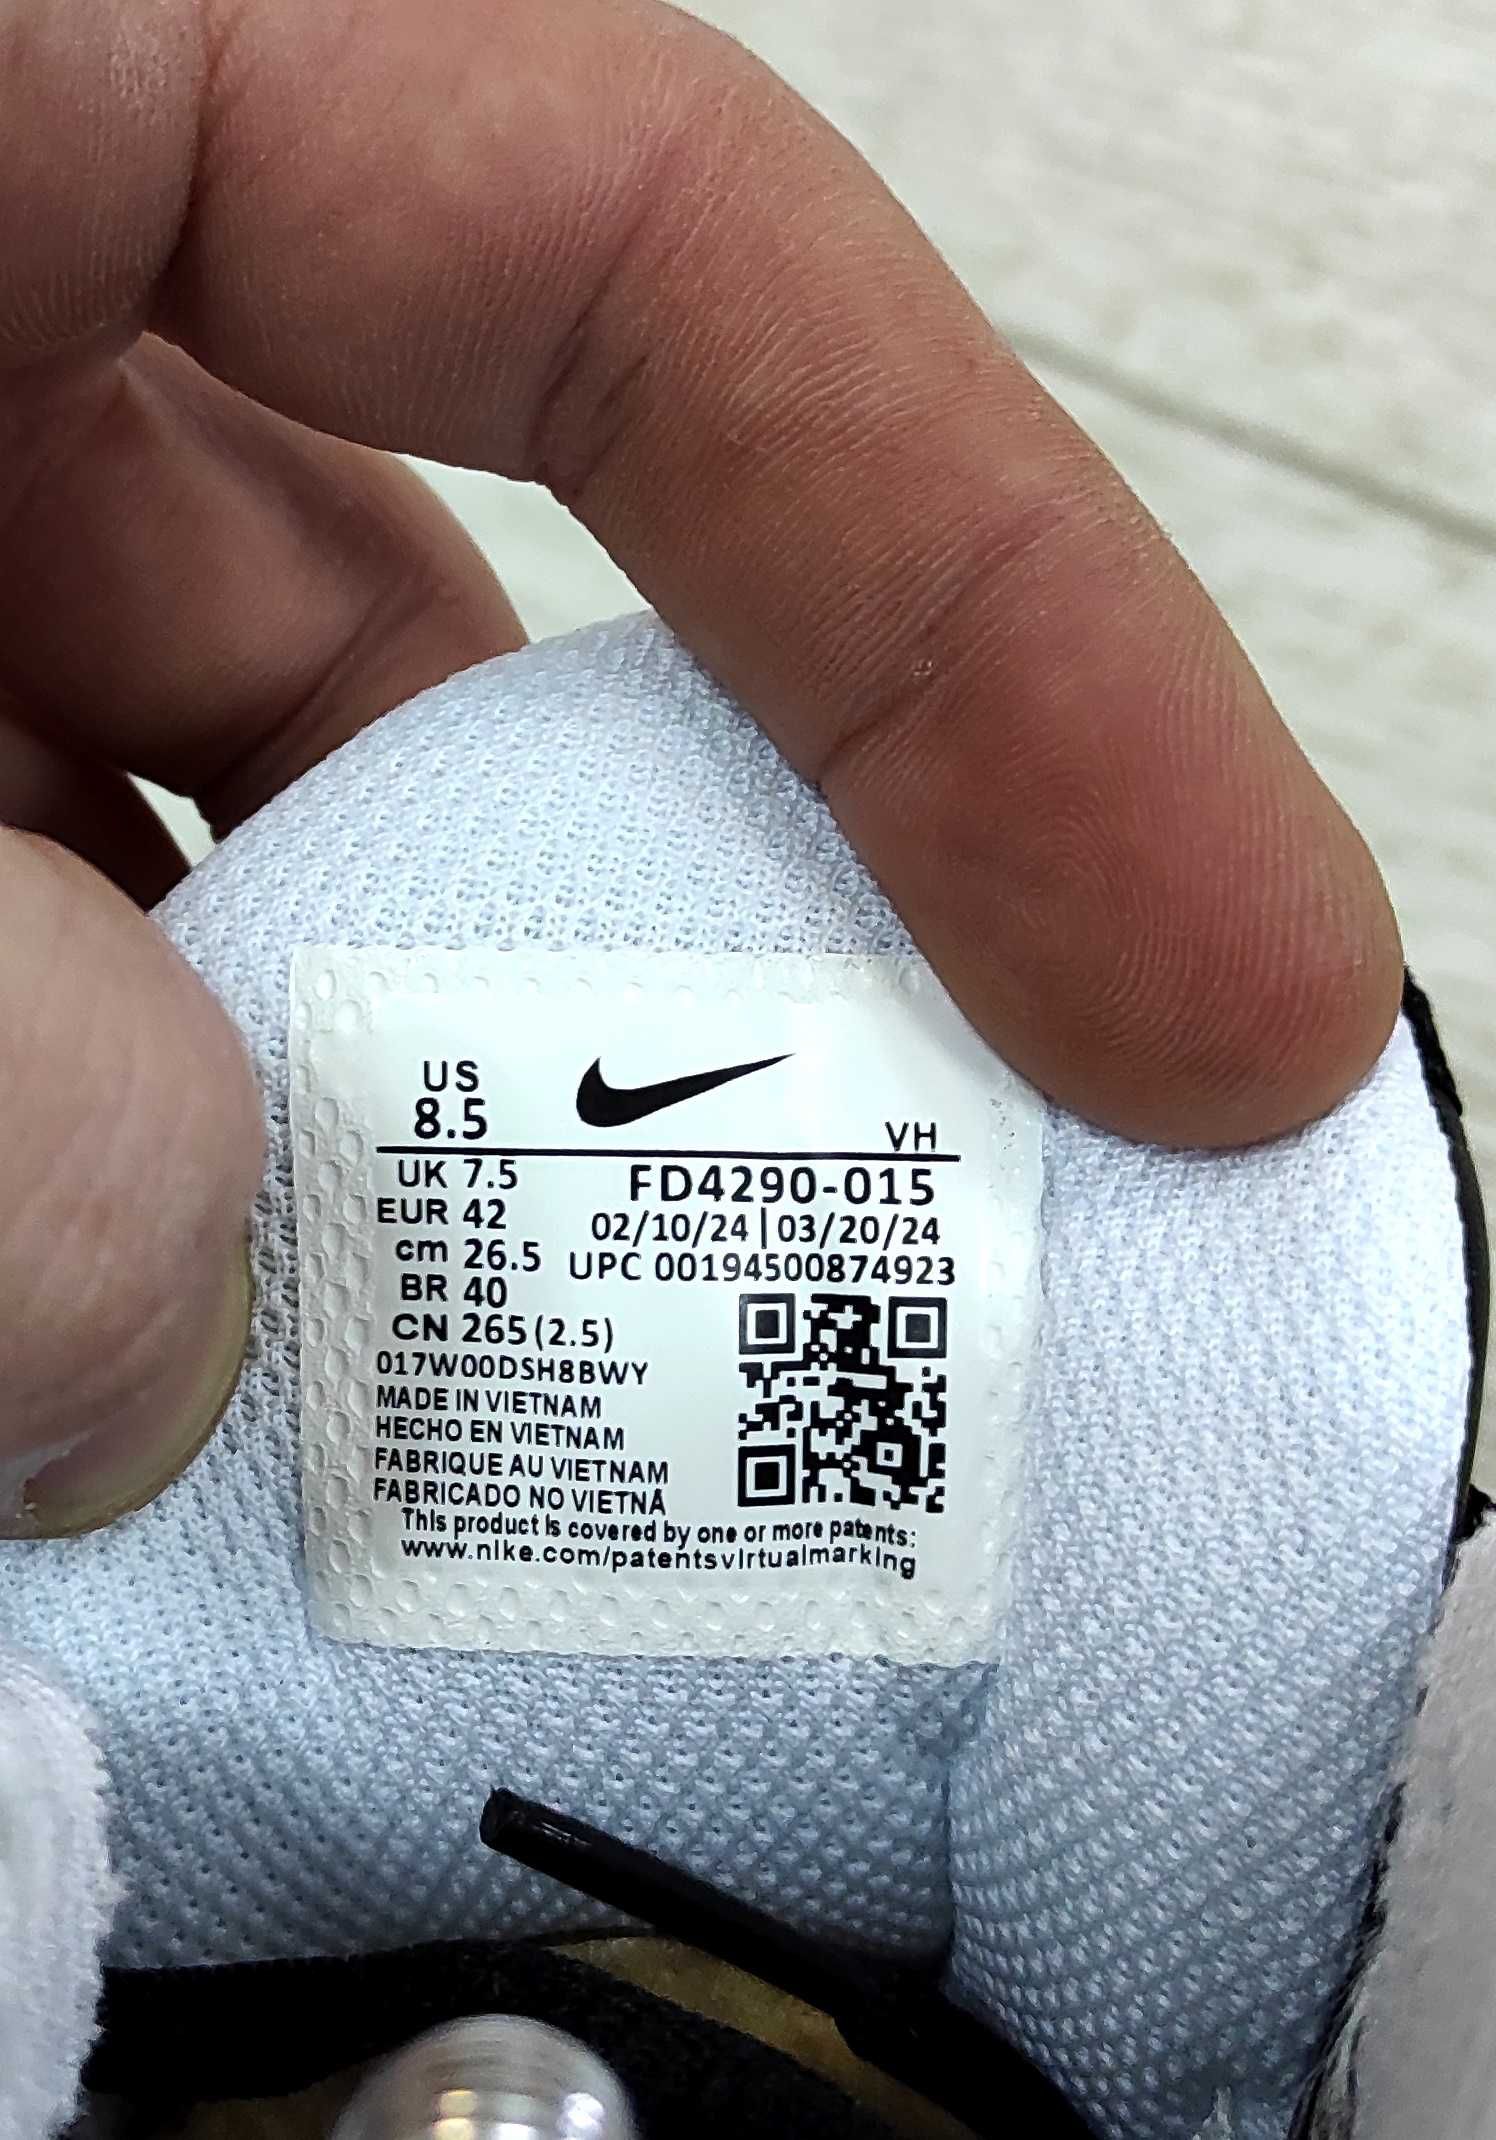 US
8.5
VH
UK 7.5
FD4290-015
EUR 42
02/10/24|03/20/24
cm 26.5
UPC 00194500874923
BR 40
CN 265(2.5)
017W00DSH8BWY
MADE IN VIETNAM
HECHO EN VIETNAM
FABRIQUE AU VIETNAM
FABRICADO NO VIETNÃ
This product is covered by one or more patents:
www.nike.com/patentsvirtualmarking